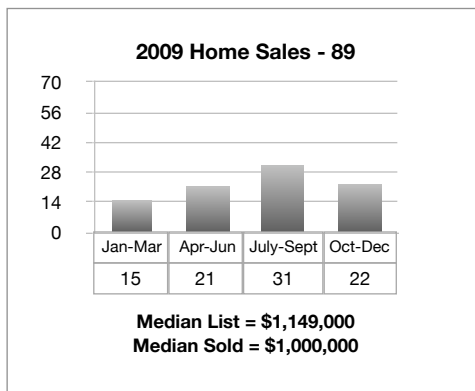 2009 Home Sales - 89
70
56
42
28
14
0
Jan-Mar Apr-Jun July-Sept Oct-Dec
15 21 31 22
Median List = $1,149,000
Median Sold = $1,000,000